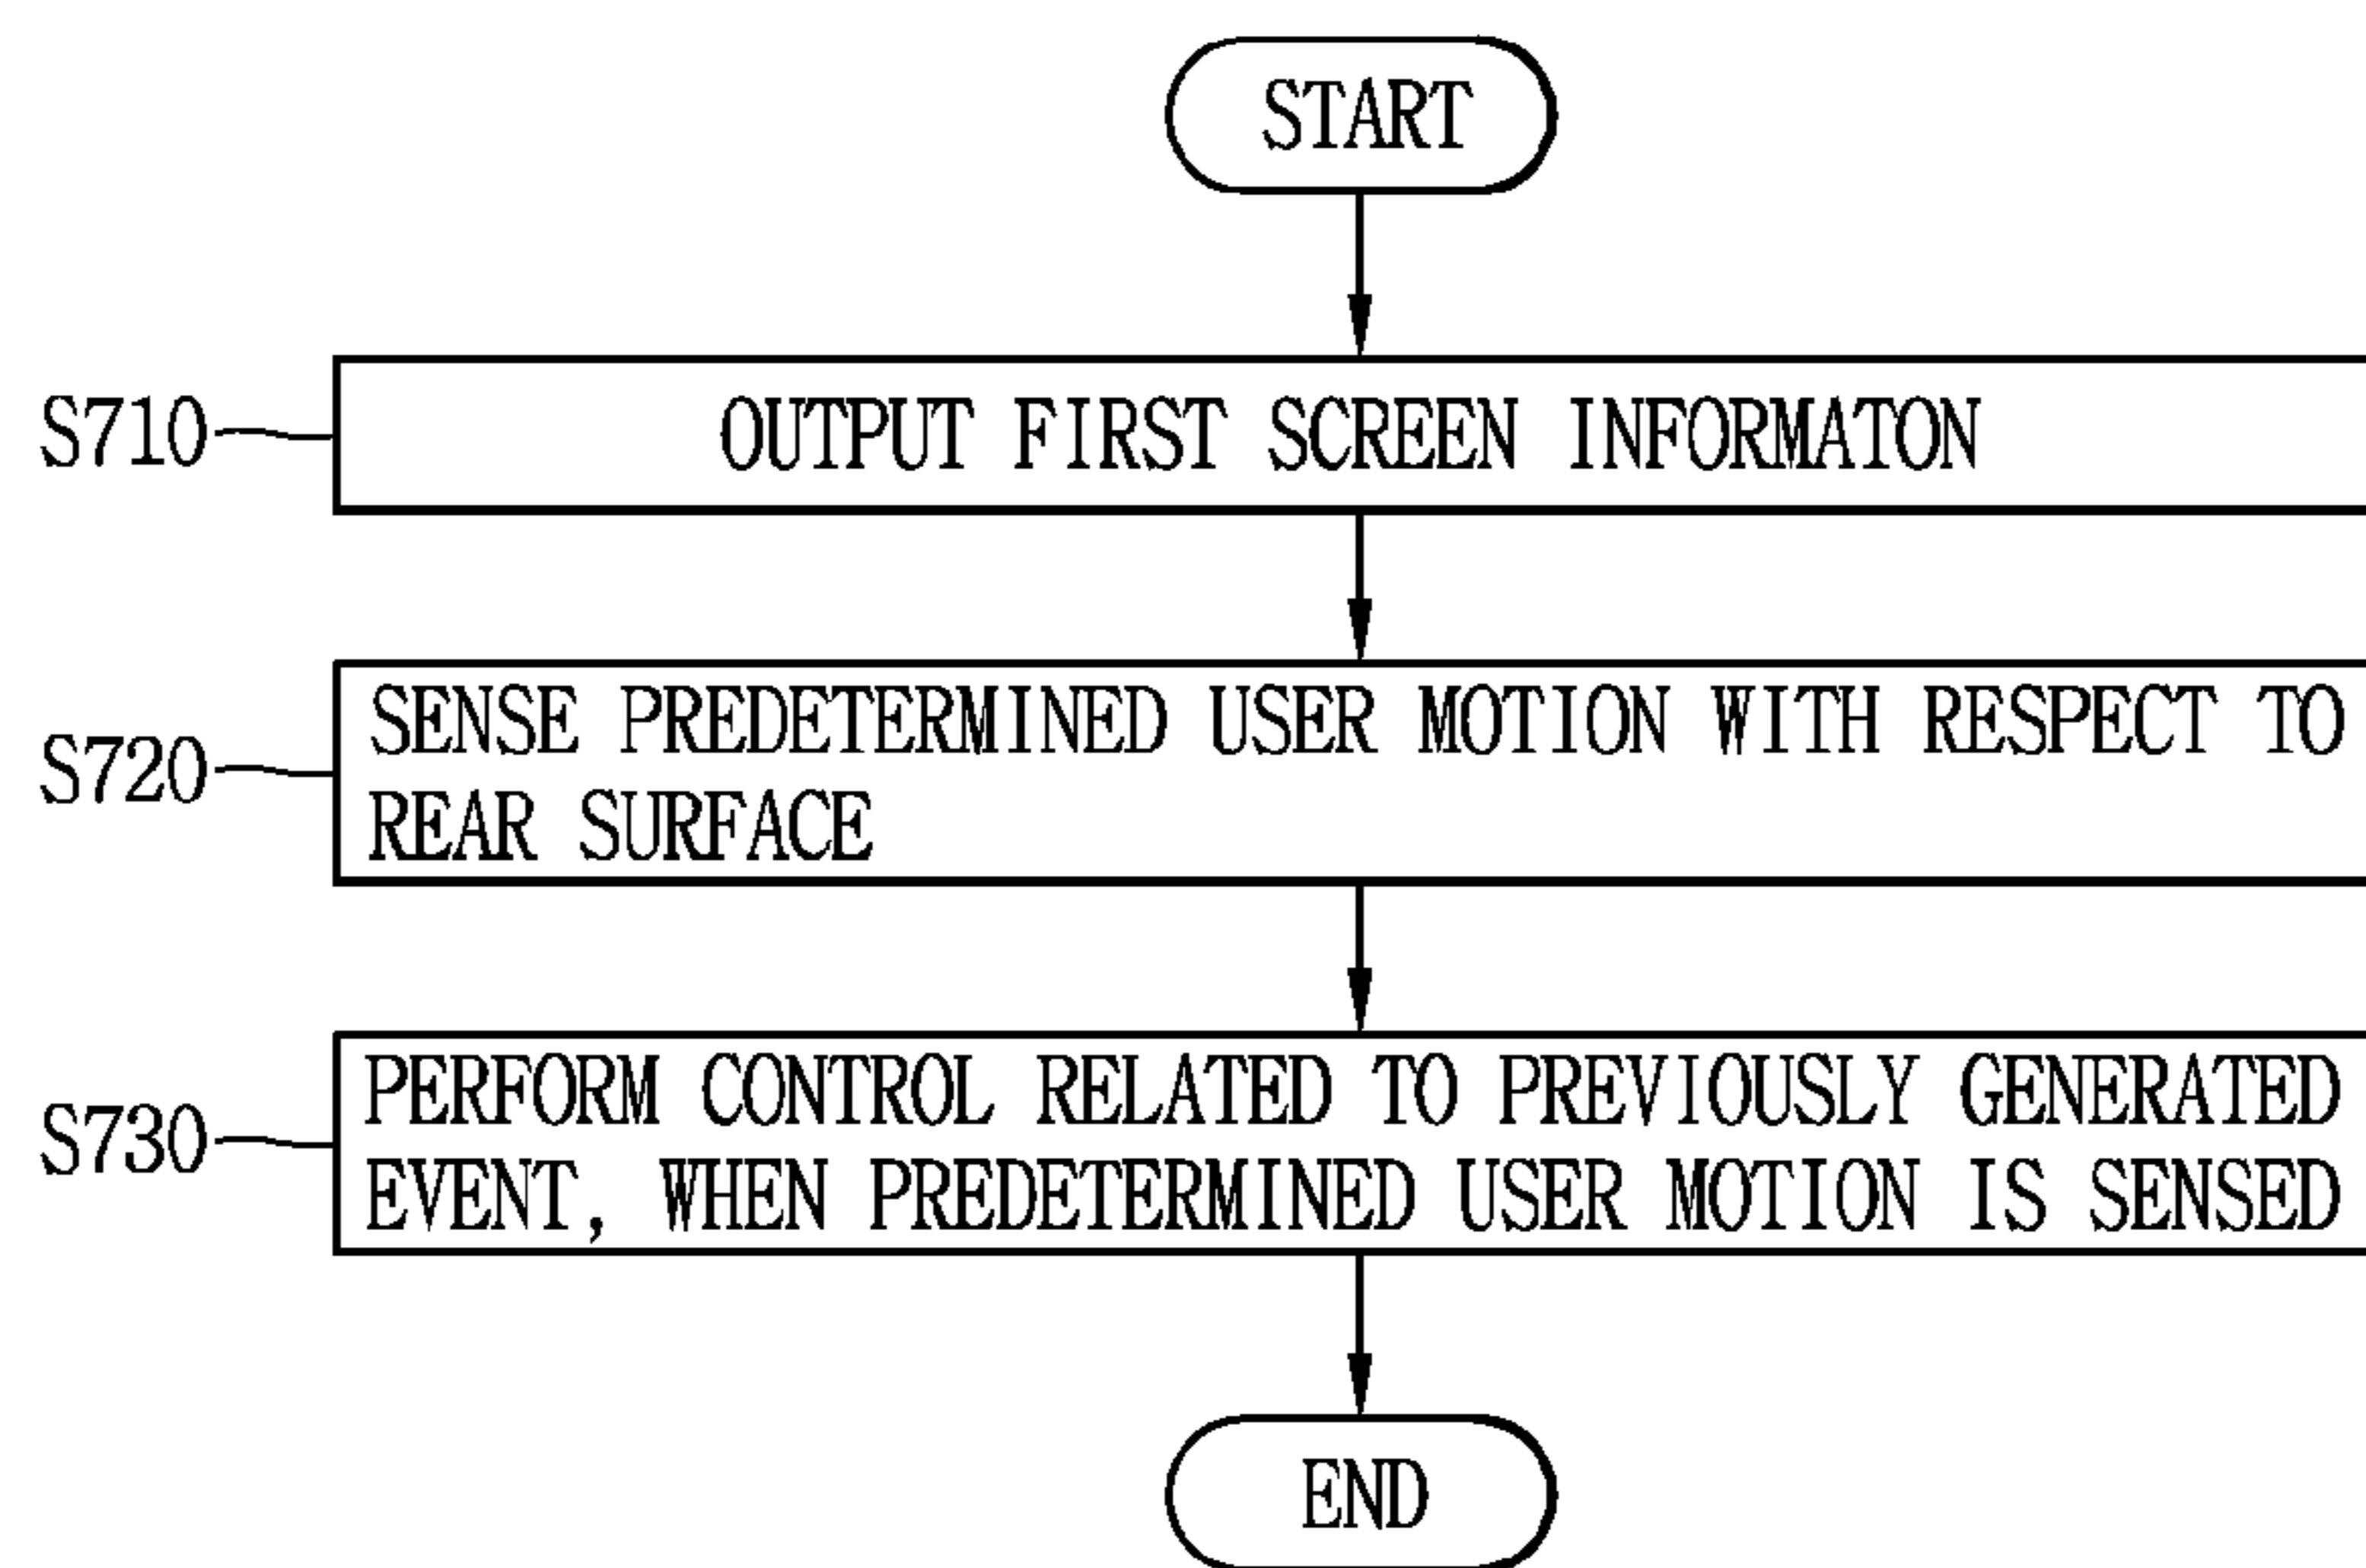 START
S710
OUTPUT FIRST SCREEN INFORMATON
S720
SENSE PREDETERMINED USER MOTION WITH RESPECT TO
REAR SURFACE
S730
PERFORM CONTROL RELATED TO PREVIOUSLY GENERATED
EVENT, WHEN PREDETERMINED USER MOTION IS SENSED
END